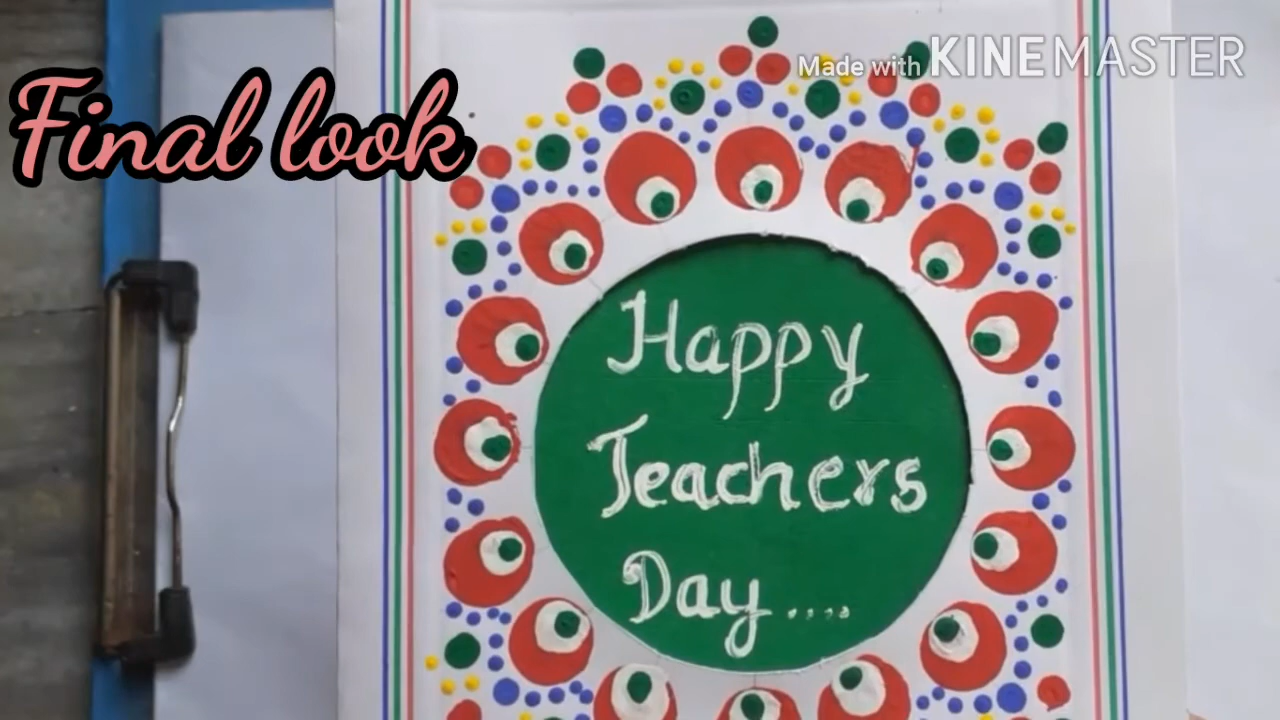 Made with KINEMASTER
Final look
Happy
Teachers
Day....